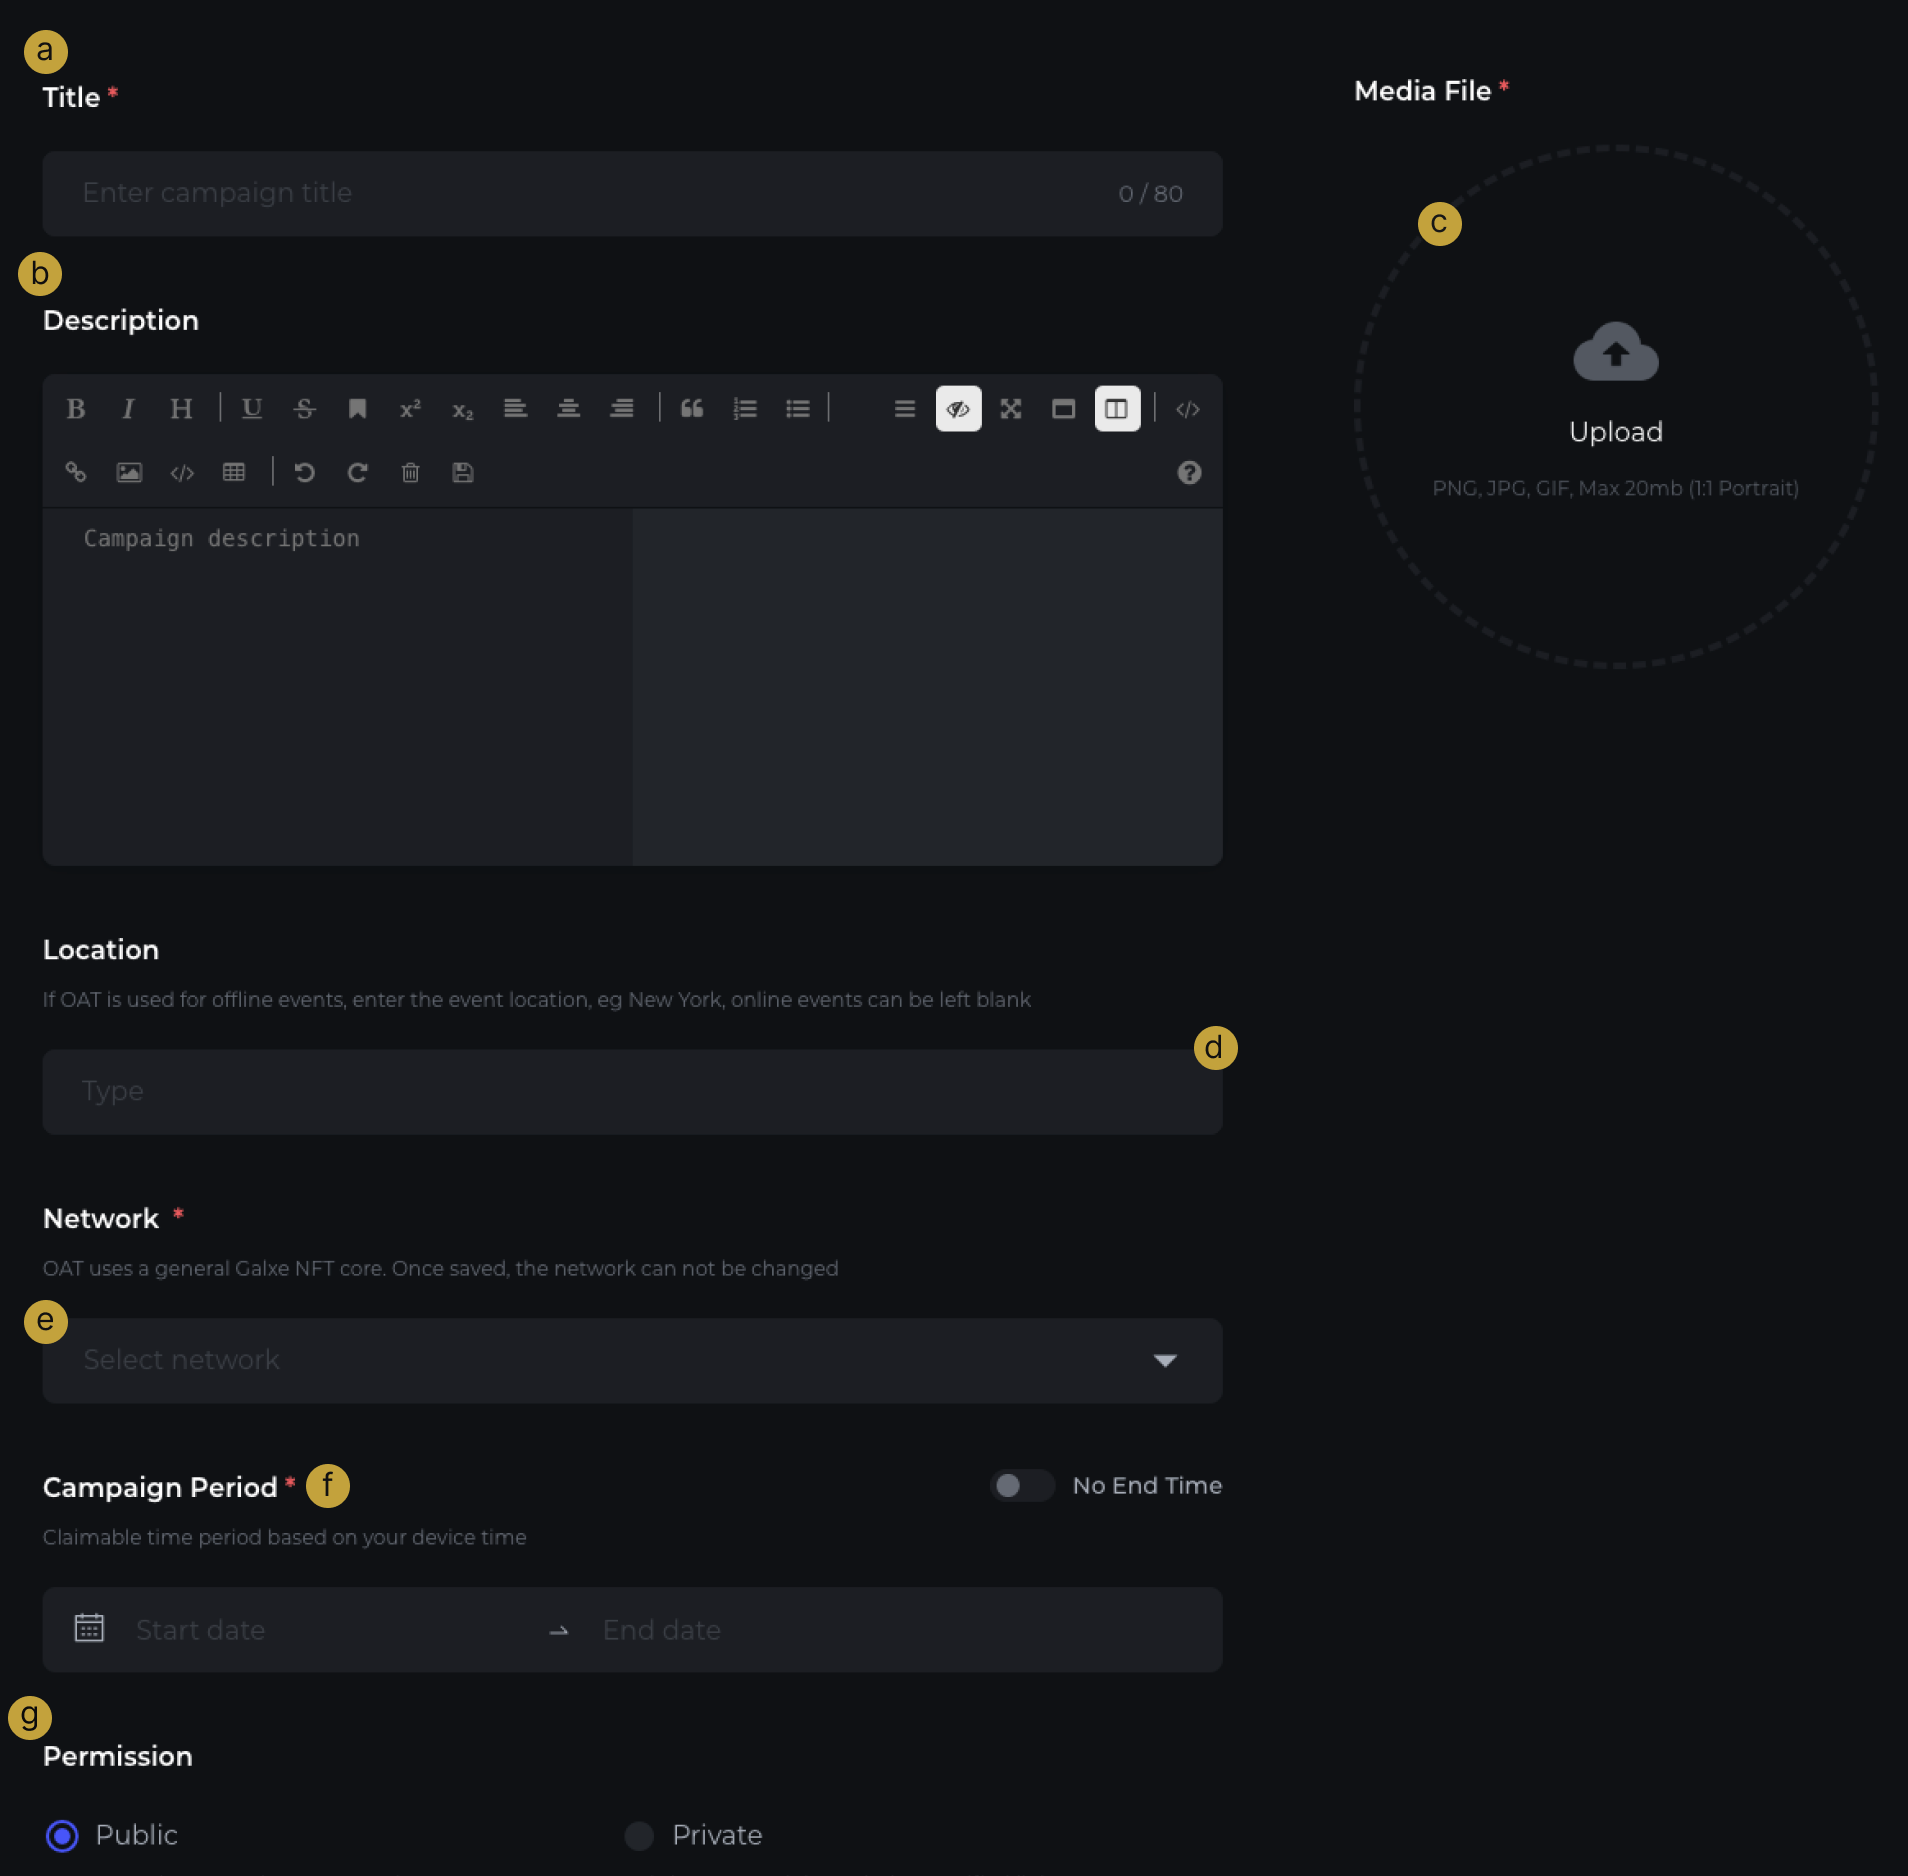 a
Title *
Enter campaign title 0 / 80
b
Description
B I H U S x² x₂
Campaign description
Location
If OAT is used for offline events, enter the event location, eg New York, online events can be left blank
d
Type
Network *
OAT uses a general Galxe NFT core. Once saved, the network can not be changed
e
Select network
Campaign Period * f No End Time
Claimable time period based on your device time
Start date → End date
g
Permission
Public Private
Media File *
c
Upload
PNG, JPG, GIF, Max 20mb (1:1 Portrait)